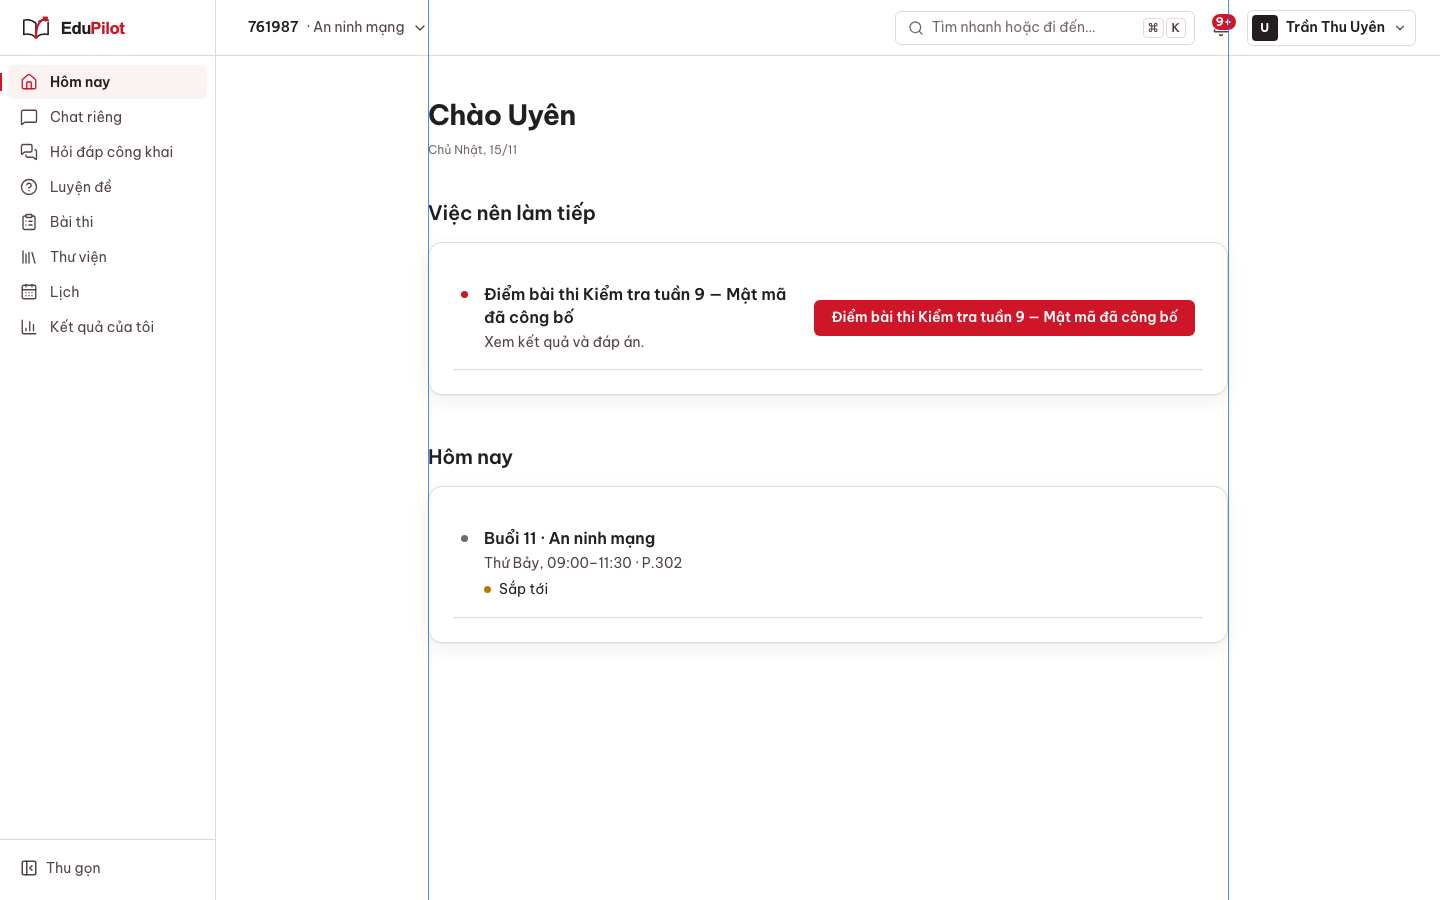 EduPilot
761987 · An ninh mạng
Tìm nhanh hoặc đi đến...
⌘ K
9+
U
Trần Thu Uyên
Hôm nay
Chat riêng
Hỏi đáp công khai
Luyện đề
Bài thi
Thư viện
Lịch
Kết quả của tôi
Thu gọn
Chào Uyên
Chủ Nhật, 15/11
Việc nên làm tiếp
Điểm bài thi Kiểm tra tuần 9 — Mật mã
đã công bố
Xem kết quả và đáp án.
Điểm bài thi Kiểm tra tuần 9 — Mật mã đã công bố
Hôm nay
Buổi 11 · An ninh mạng
Thứ Bảy, 09:00–11:30 · P.302
Sắp tới